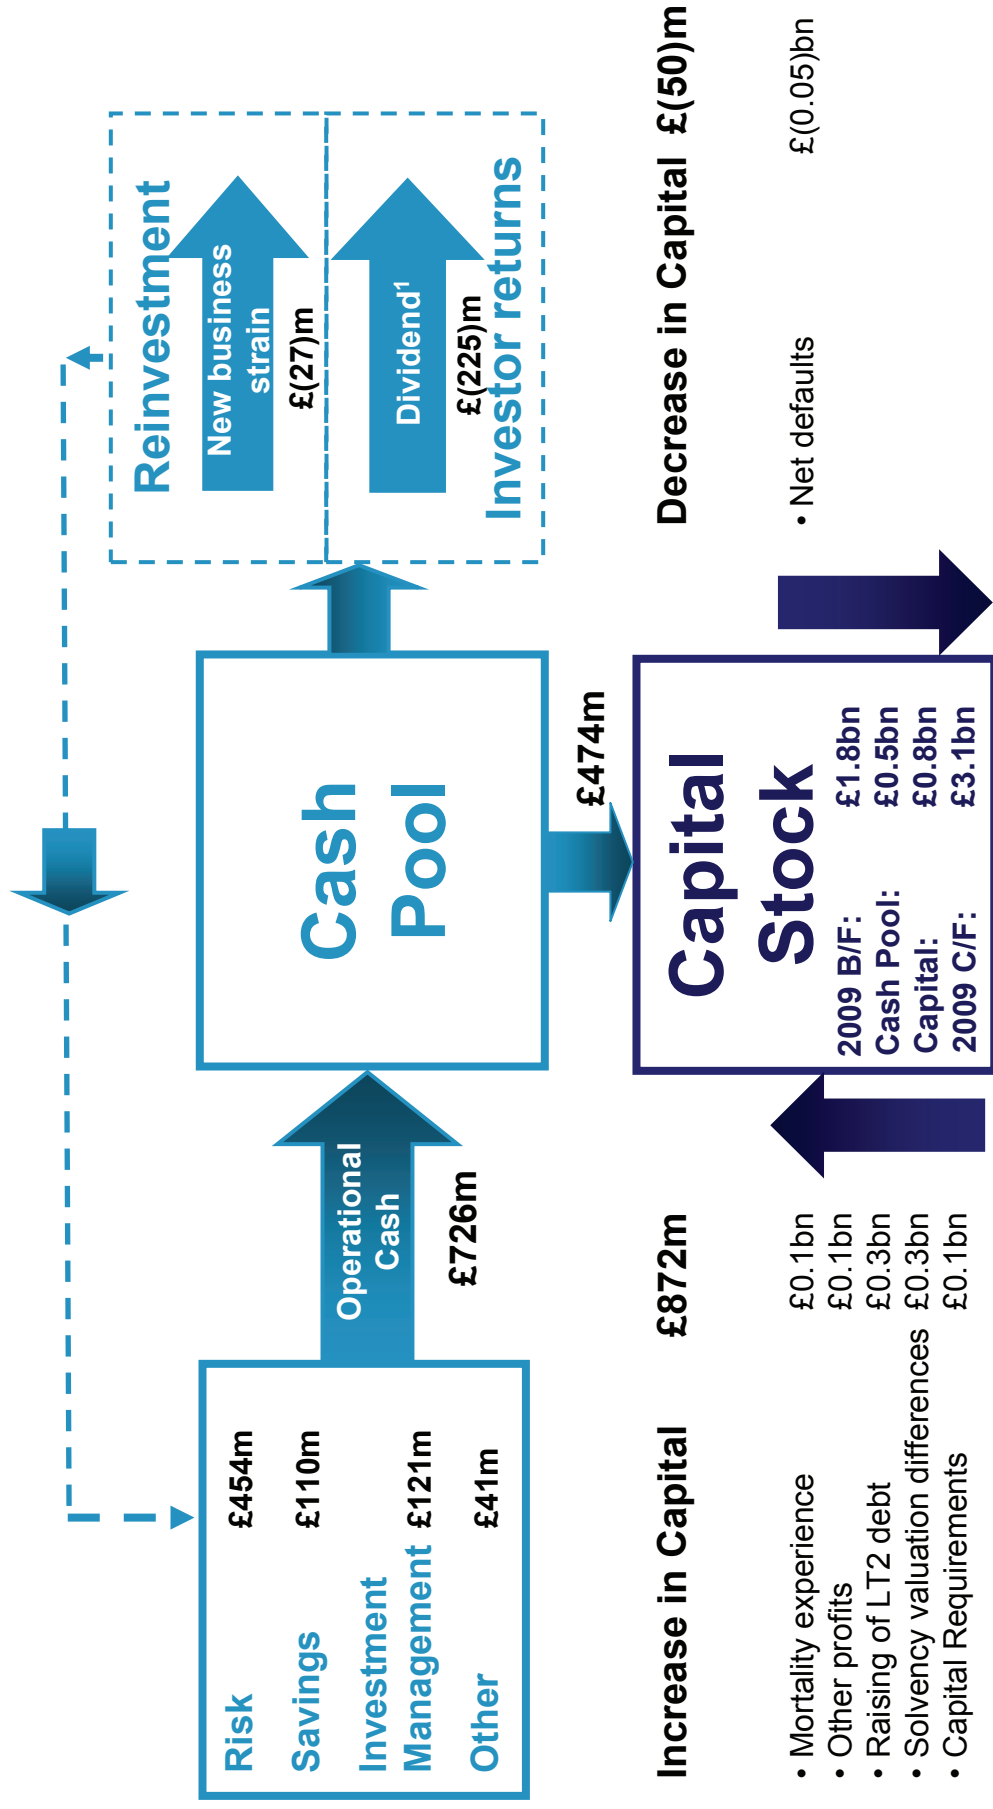 Risk £454m
Savings £110m
Investment
Management £121m
Other £41m
Operational
Cash
£726m
Cash
Pool
Reinvestment
New business
strain
£(27)m
Dividend¹
£(225)m
Investor returns
£474m
Increase in Capital £872m
• Mortality experience £0.1bn
• Other profits £0.1bn
• Raising of LT2 debt £0.3bn
• Solvency valuation differences £0.3bn
• Capital Requirements £0.1bn
Capital
Stock
2009 B/F: £1.8bn
Cash Pool: £0.5bn
Capital: £0.8bn
2009 C/F: £3.1bn
Decrease in Capital £(50)m
• Net defaults £(0.05)bn